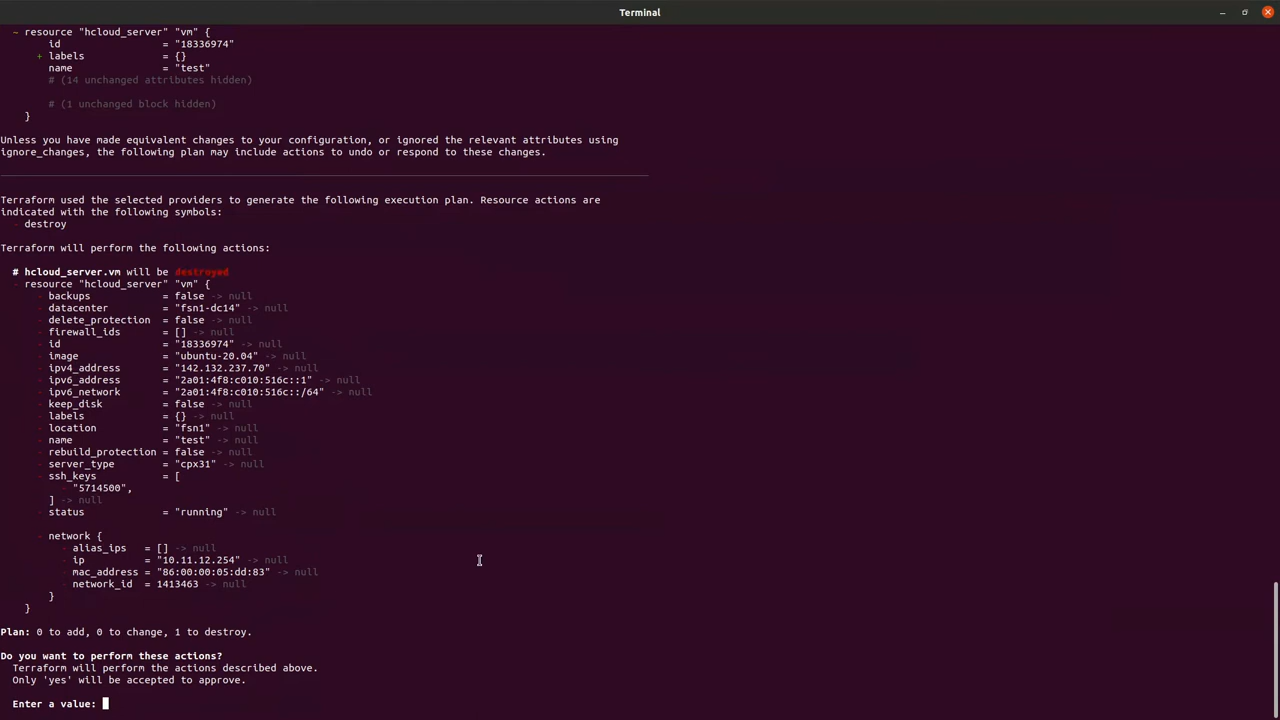 Terminal
~ resource "hcloud_server" "vm" {
id = "18336974"
+ labels = {}
name = "test"
# (14 unchanged attributes hidden)
# (1 unchanged block hidden)
}
Unless you have made equivalent changes to your configuration, or ignored the relevant attributes using
ignore_changes, the following plan may include actions to undo or respond to these changes.
Terraform used the selected providers to generate the following execution plan. Resource actions are
indicated with the following symbols:
- destroy
Terraform will perform the following actions:
# hcloud_server.vm will be destroyed
- resource "hcloud_server" "vm" {
- backups = false -> null
- datacenter = "fsn1-dc14" -> null
- delete_protection = false -> null
- firewall_ids = [] -> null
- id = "18336974" -> null
- image = "ubuntu-20.04" -> null
- ipv4_address = "142.132.237.70" -> null
- ipv6_address = "2a01:4f8:c010:516c::1" -> null
- ipv6_network = "2a01:4f8:c010:516c::/64" -> null
- keep_disk = false -> null
- labels = {} -> null
- location = "fsn1" -> null
- name = "test" -> null
- rebuild_protection = false -> null
- server_type = "cpx31" -> null
- ssh_keys = [
- "5714500",
] -> null
- status = "running" -> null
- network {
- alias_ips = [] -> null
- ip = "10.11.12.254" -> null
- mac_address = "86:00:00:05:dd:83" -> null
- network_id = 1413463 -> null
}
}
Plan: 0 to add, 0 to change, 1 to destroy.
Do you want to perform these actions?
Terraform will perform the actions described above.
Only 'yes' will be accepted to approve.
Enter a value: